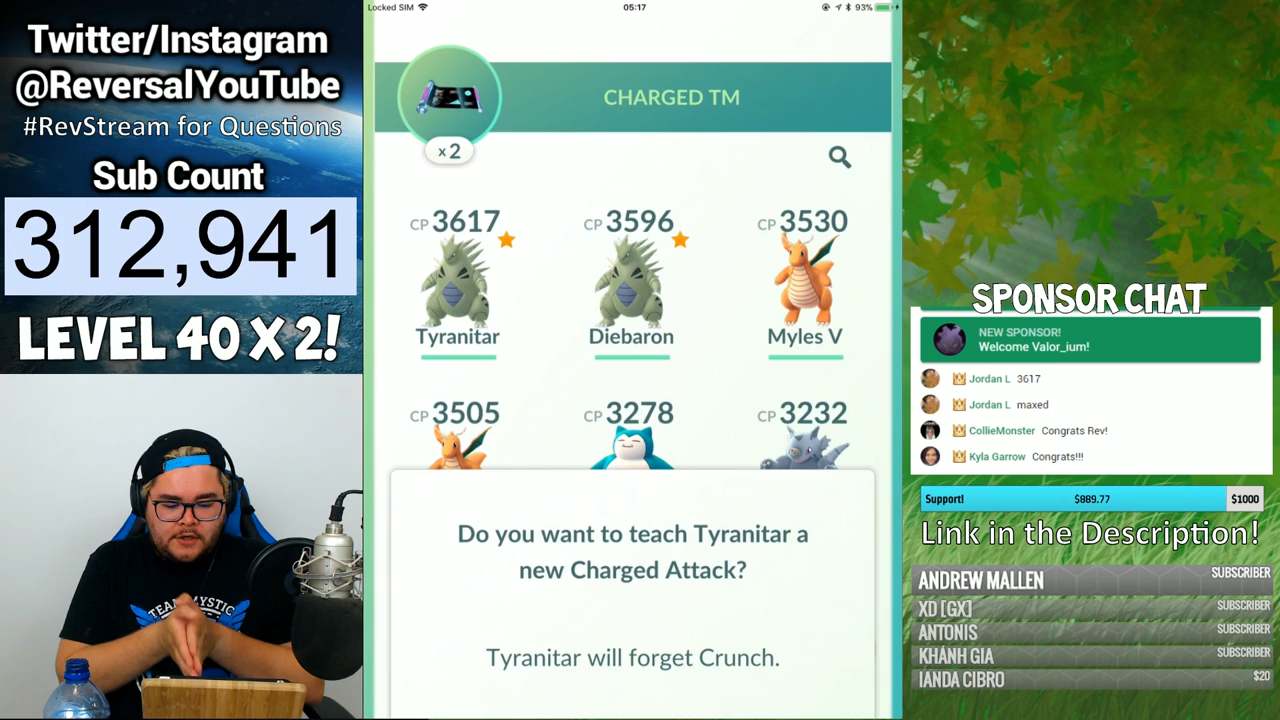 Twitter/Instagram
@ReversalYouTube
#RevStream for Questions
Sub Count
312,941
LEVEL 40 X 2!
TEAM MYSTIC
Locked SIM
05:17
93%
CHARGED TM
x 2
CP 3617
CP 3596
CP 3530
Tyranitar
Diebaron
Myles V
CP 3505
CP 3278
CP 3232
Do you want to teach Tyranitar a
new Charged Attack?
Tyranitar will forget Crunch.
SPONSOR CHAT
NEW SPONSOR!
Welcome Valor_ium!
Jordan L 3617
Jordan L maxed
CollieMonster Congrats Rev!
Kyla Garrow Congrats!!!
Support! $889.77 $1000
Link in the Description!
ANDREW MALLEN SUBSCRIBER
XD [GX] SUBSCRIBER
ANTONIS SUBSCRIBER
KHÁNH GIA SUBSCRIBER
IANDA CIBRO $20